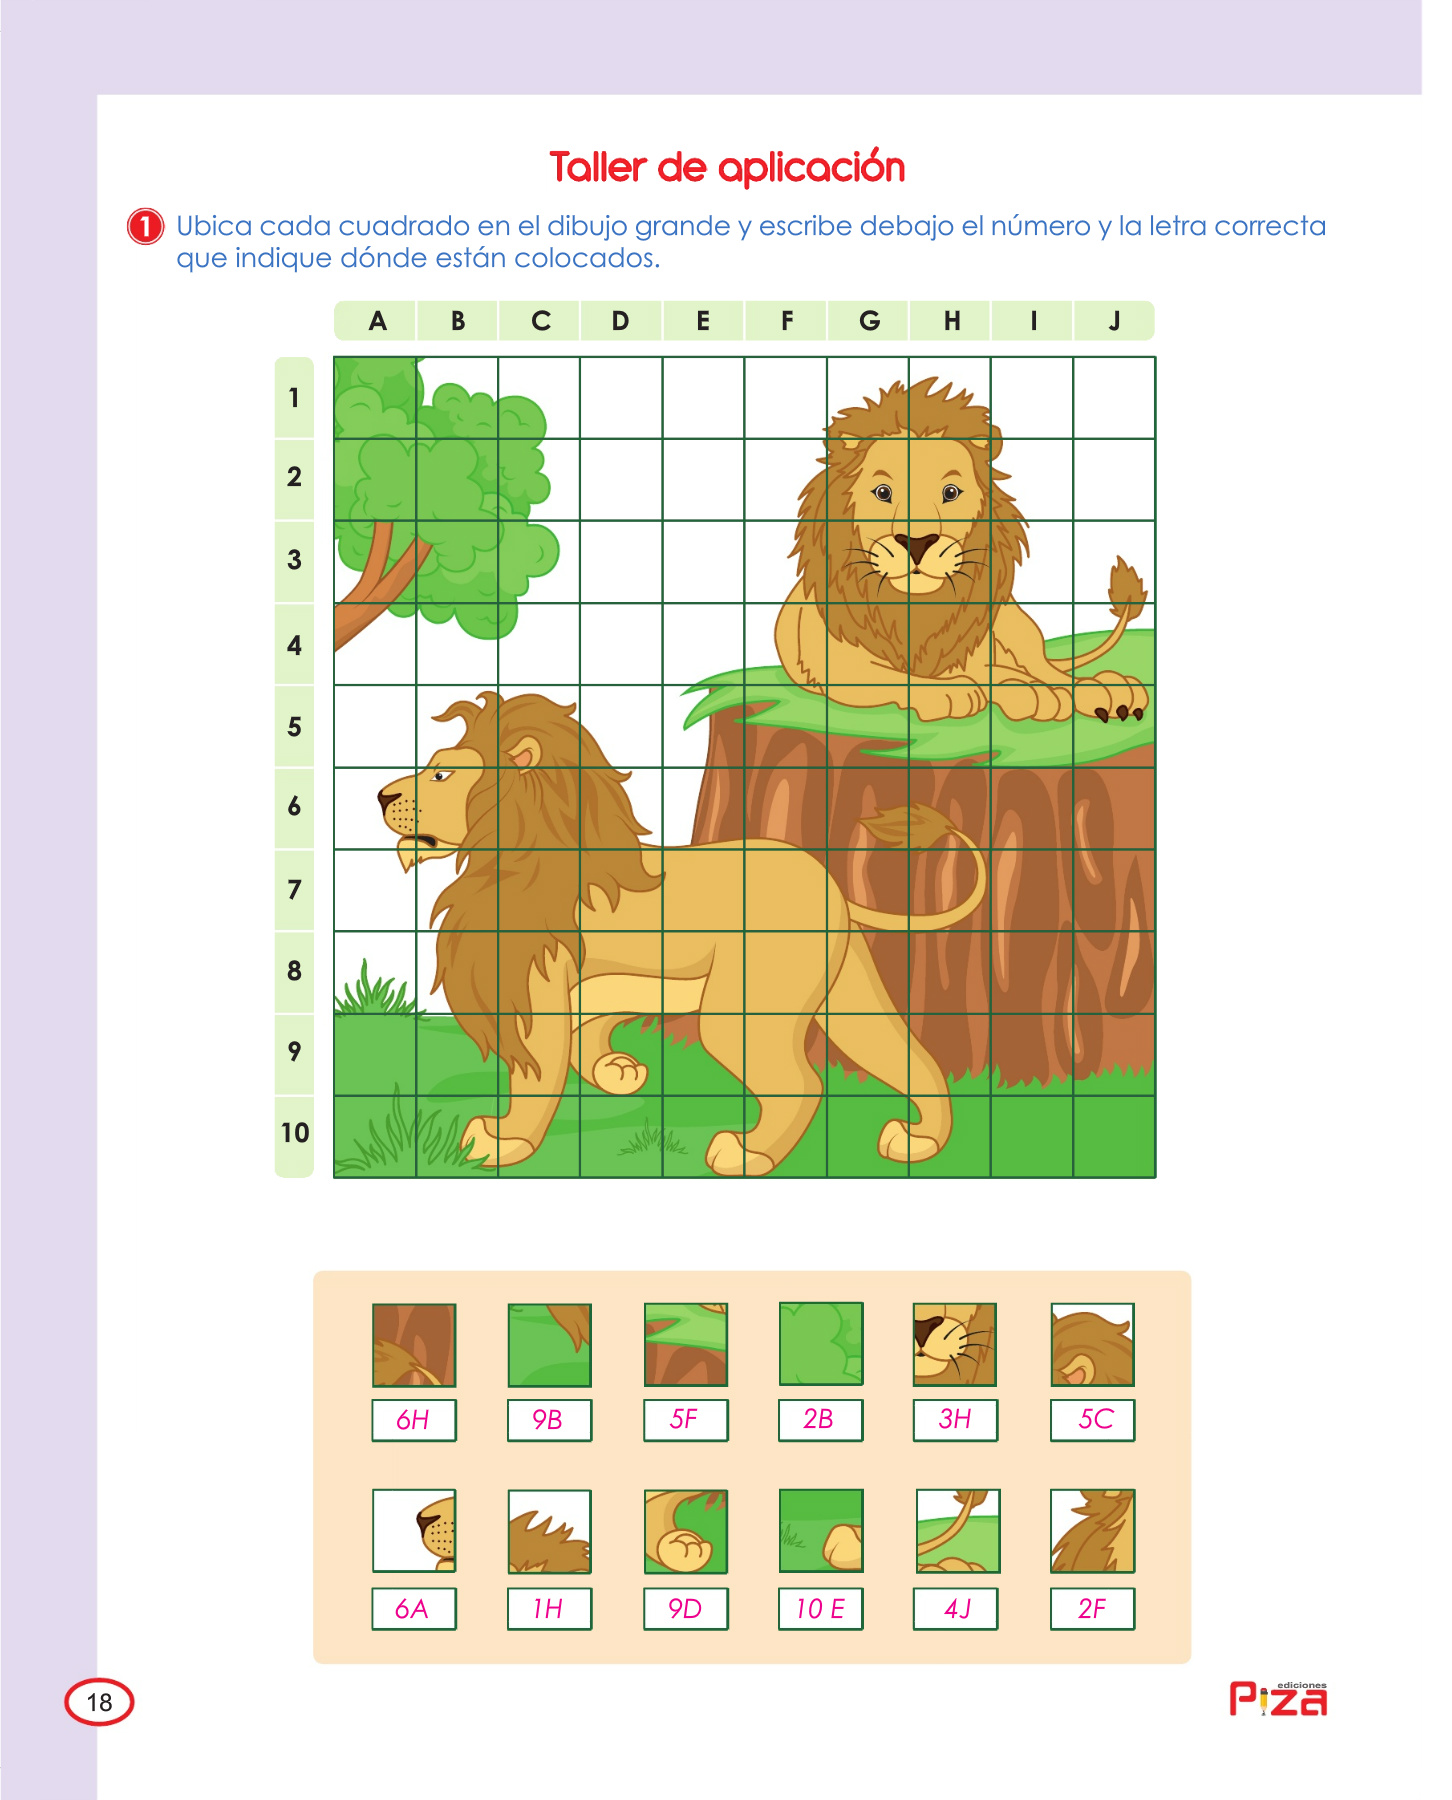 Taller de aplicación
1 Ubica cada cuadrado en el dibujo grande y escribe debajo el número y la letra correcta
que indique dónde están colocados.
A B C D E F G H I J
1
2
3
4
5
6
7
8
9
10
6H 9B 5F 2B 3H 5C
6A 1H 9D 10 E 4J 2F
18
ediciones
Piza